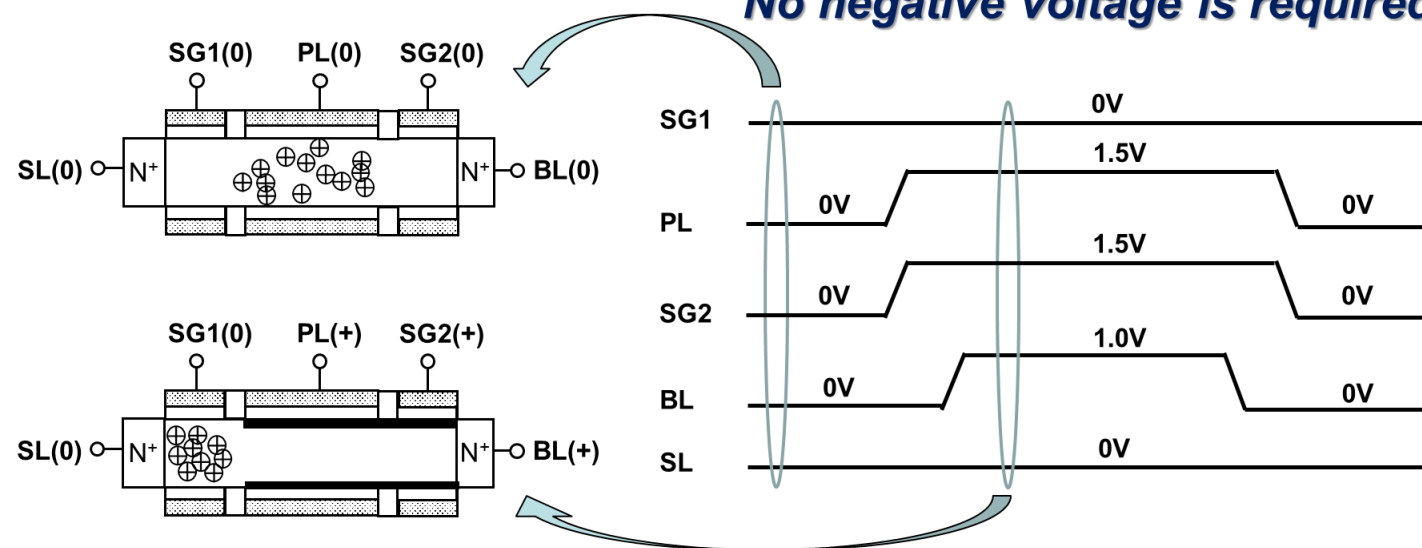 No negative voltage is required
SG1(0) PL(0) SG2(0)
SL(0) N+ N+ BL(0)
SG1(0) PL(+) SG2(+)
SL(0) N+ N+ BL(+)
SG1 0V
1.5V
PL 0V 0V
1.5V
SG2 0V 0V
1.0V
BL 0V 0V
SL 0V